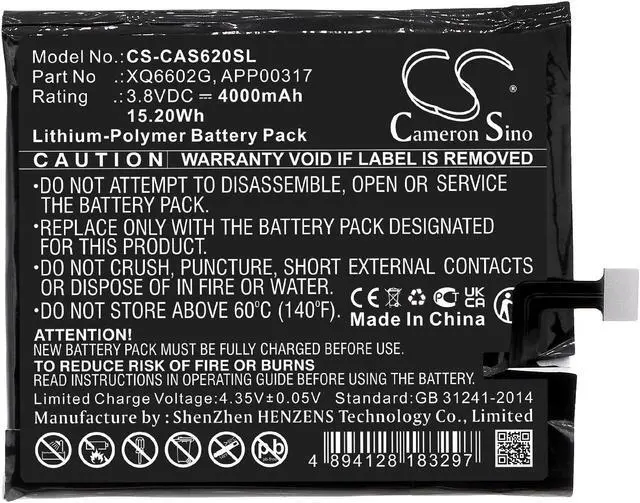 Model No.: CS-CAS620SL
Part No. : XQ6602G, APP00317
Rating : 3.8VDC ⎓ 4000mAh
15.20Wh
Lithium-Polymer Battery Pack
CS
Cameron Sino
CAUTION WARRANTY VOID IF LABEL IS REMOVED
•DO NOT ATTEMPT TO DISASSEMBLE, OPEN OR SERVICE
THE BATTERY PACK.
•REPLACE ONLY WITH THE BATTERY PACK DESIGNATED
FOR THIS PRODUCT.
•DO NOT CRUSH, PUNCTURE, SHORT EXTERNAL CONTACTS
OR DISPOSE OF IN FIRE OR WATER.
•DO NOT STORE ABOVE 60°C (140°F).
CE PG UK CA
Made In China
ATTENTION!
NEW BATTERY PACK MUST BE FULLY CHARGED BEFORE USE.
TO REDUCE RISK OF FIRE OR BURNS
READ INSTRUCTIONS IN DEVICE AND BATTERY.
Limited Charge Voltage:4.35V±0.05V Standard:GB 31241-2014
Manufacture by : ShenZhen HENZENS Technology Co., Limited
4 894128 183297 >